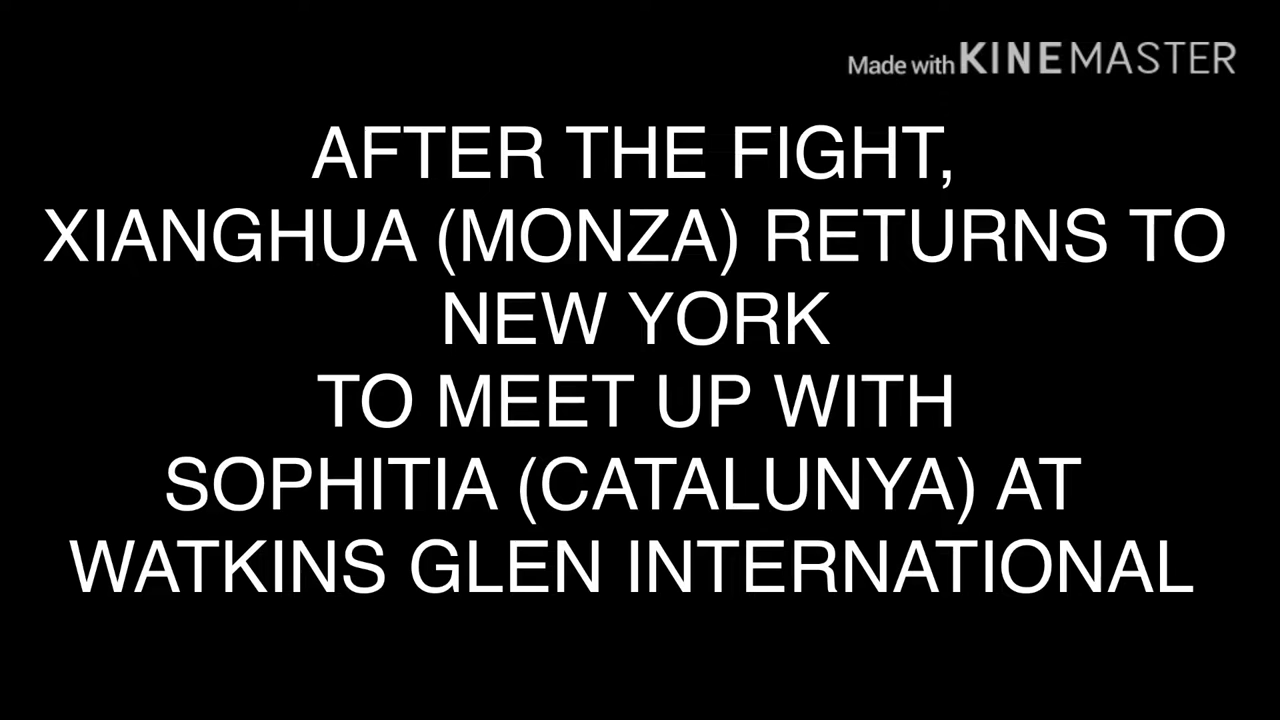 Made with KINEMASTER
AFTER THE FIGHT,
XIANGHUA (MONZA) RETURNS TO
NEW YORK
TO MEET UP WITH
SOPHITIA (CATALUNYA) AT
WATKINS GLEN INTERNATIONAL